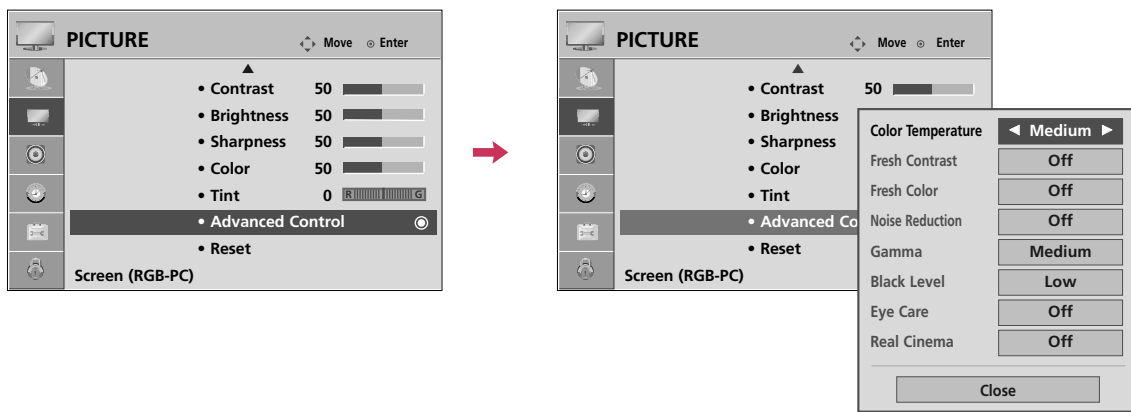 PICTURE Move Enter
• Contrast 50
• Brightness 50
• Sharpness 50
• Color 50
• Tint 0 R G
• Advanced Control
• Reset
Screen (RGB-PC)
PICTURE Move Enter
• Contrast 50
• Brightness
• Sharpness
• Color
• Tint
• Advanced Co
• Reset
Screen (RGB-PC)
Color Temperature ◀ Medium ▶
Fresh Contrast Off
Fresh Color Off
Noise Reduction Off
Gamma Medium
Black Level Low
Eye Care Off
Real Cinema Off
Close